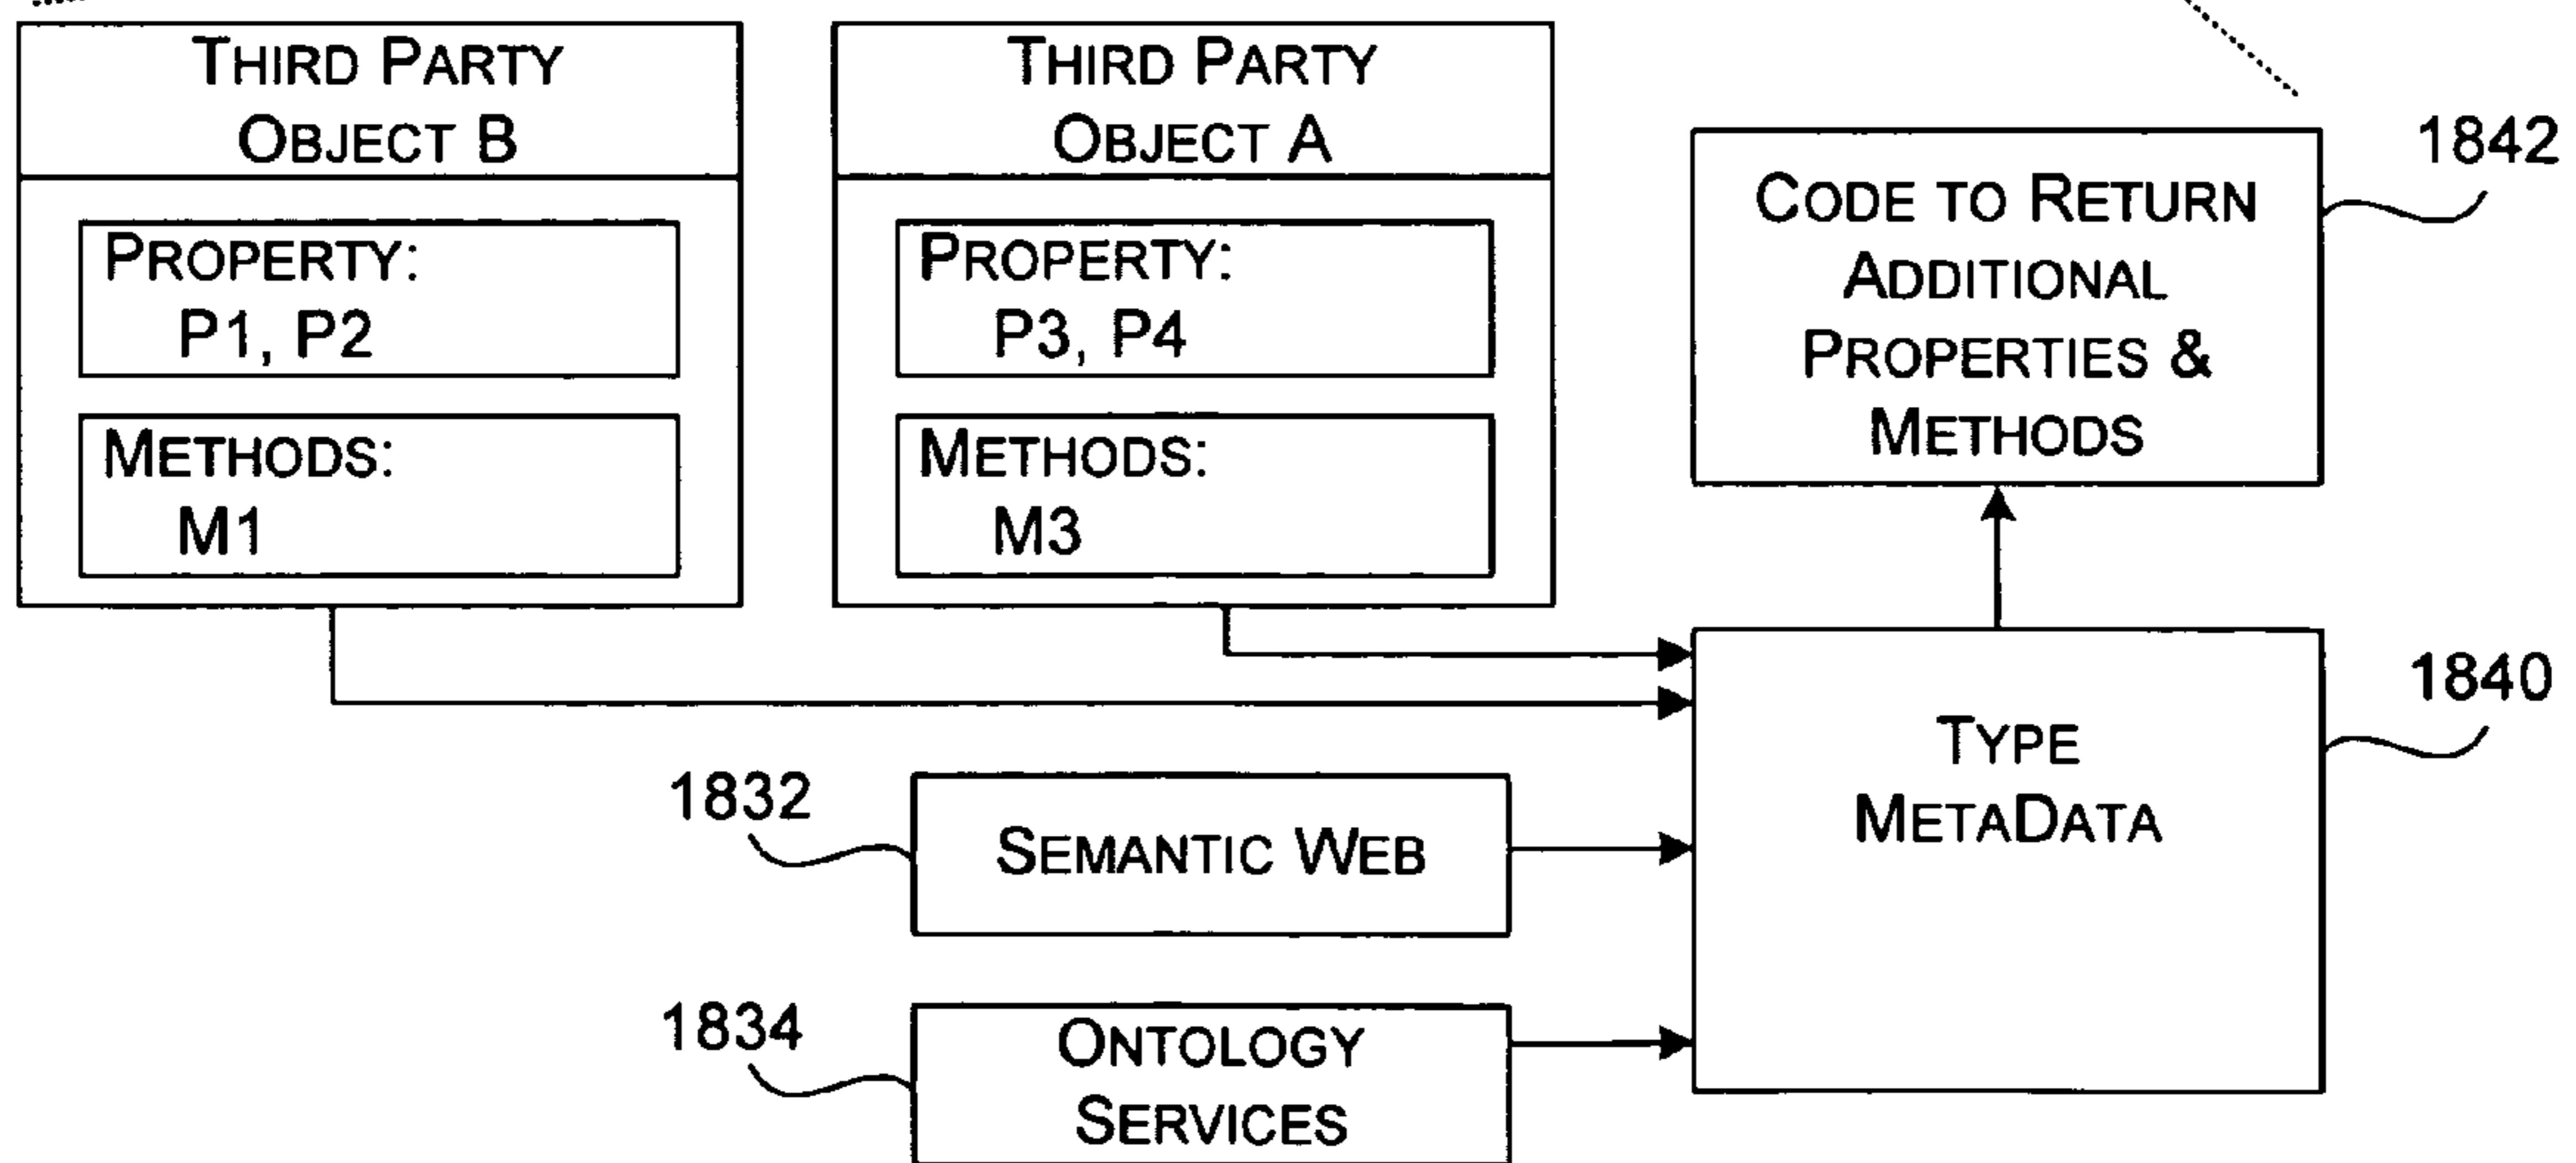 THIRD PARTY
OBJECT B
PROPERTY:
P1, P2
METHODS:
M1
THIRD PARTY
OBJECT A
PROPERTY:
P3, P4
METHODS:
M3
CODE TO RETURN
ADDITIONAL
PROPERTIES &
METHODS
1842
TYPE
METADATA
1840
1832
SEMANTIC WEB
1834
ONTOLOGY
SERVICES